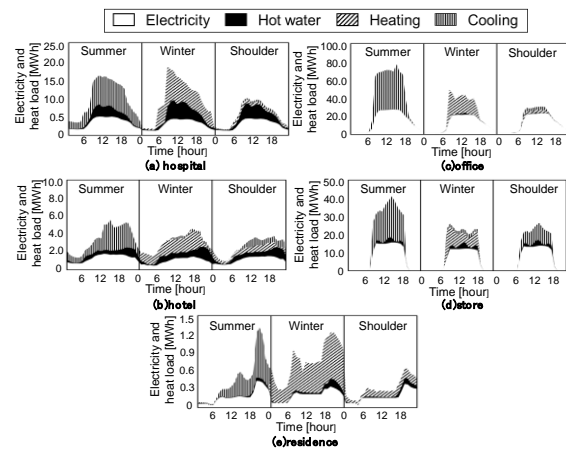 Electricity Hot water Heating Cooling
Electricity and
heat load [MWh]
25.0
20.0
15.0
10.0
5.0
0.0
Summer Winter Shoulder
6 12 18 0 6 12 18 0 6 12 18 0
Time [hour]
(a) hospital
Electricity and
heat load [MWh]
100.0
80.0
60.0
40.0
20.0
0.0
Summer Winter Shoulder
6 12 18 0 6 12 18 0 6 12 18
Time [hour]
(c)office
Electricity and
heat load [MWh]
10.0
8.0
6.0
4.0
2.0
0.0
Summer Winter Shoulder
6 12 18 0 6 12 18 0 6 12 18
Time [hour]
(b)hotel
Electricity and
heat load [MWh]
50.0
40.0
30.0
20.0
10.0
0.0
Summer Winter Shoulder
6 12 18 0 6 12 18 0 6 12 18
Time [hour]
(d)store
Electricity and
heat load [MWh]
1.5
1.2
0.9
0.6
0.3
0.0
Summer Winter Shoulder
6 12 18 0 6 12 18 0 6 12 18
Time [hour]
(e)residence